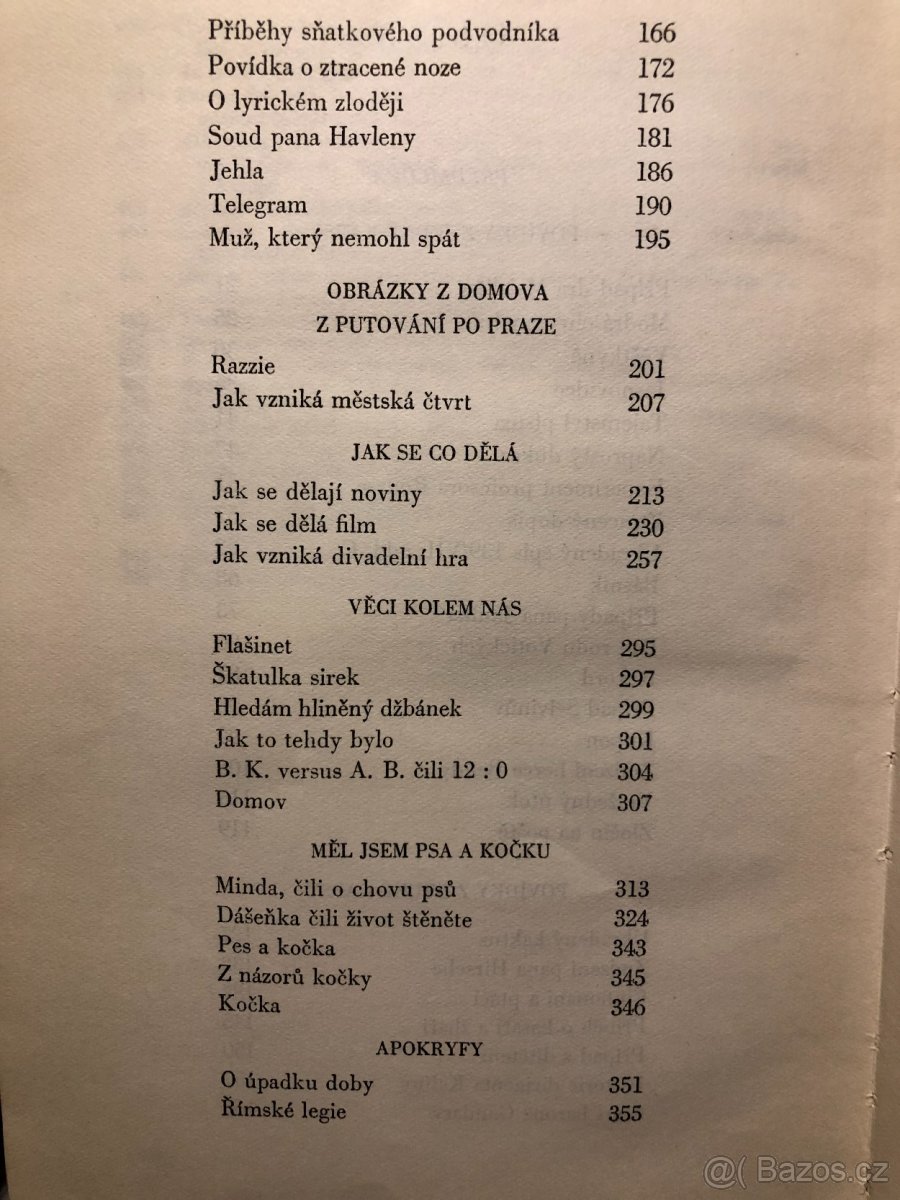 Příběhy sňatkového podvodníka 166
Povídka o ztracené noze 172
O lyrickém zloději 176
Soud pana Havleny 181
Jehla 186
Telegram 190
Muž, který nemohl spát 195
OBRÁZKY Z DOMOVA
Z PUTOVÁNÍ PO PRAZE
Razzie 201
Jak vzniká městská čtvrt 207
JAK SE CO DĚLÁ
Jak se dělají noviny 213
Jak se dělá film 230
Jak vzniká divadelní hra 257
VĚCI KOLEM NÁS
Flašinet 295
Škatulka sirek 297
Hledám hliněný džbánek 299
Jak to tehdy bylo 301
B. K. versus A. B. čili 12 : 0 304
Domov 307
MĚL JSEM PSA A KOČKU
Minda, čili o chovu psů 313
Dášeňka čili život štěněte 324
Pes a kočka 343
Z názorů kočky 345
Kočka 346
APOKRYFY
O úpadku doby 351
Římské legie 355
@( Bazos.cz